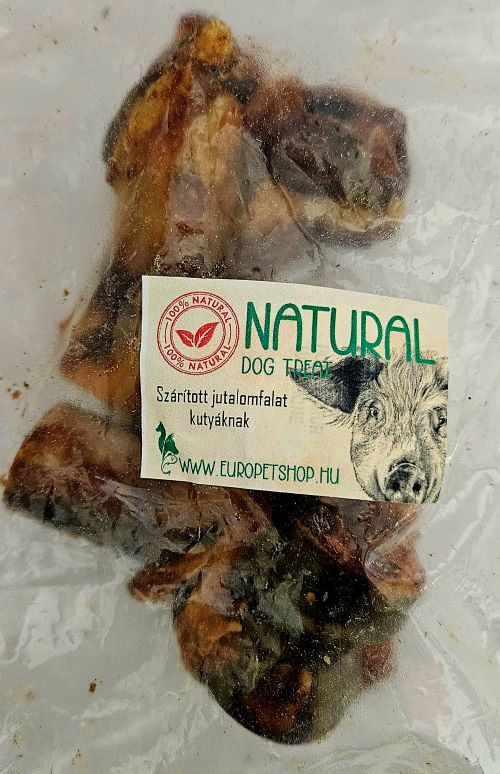 100% NATURAL
100% NATURAL
NATURAL
DOG TREAT
Szárított jutalomfalat
kutyáknak
WWW.EUROPETSHOP.HU